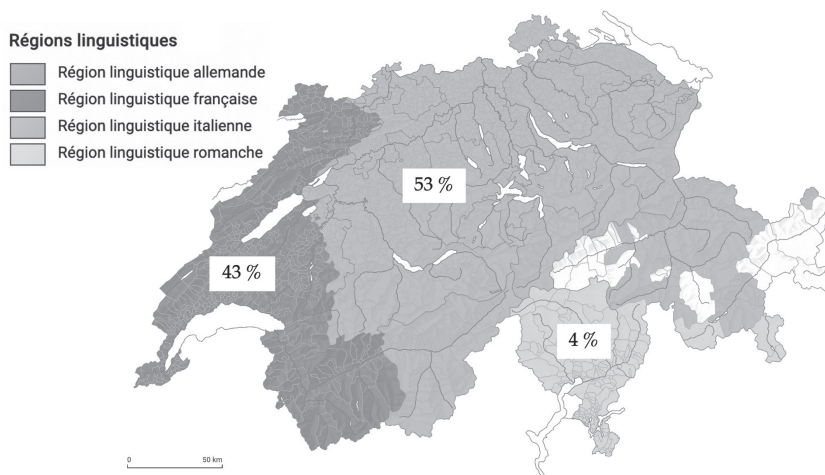 Régions linguistiques
Région linguistique allemande
Région linguistique française
Région linguistique italienne
Région linguistique romanche
53 %
43 %
4 %
0 50 km